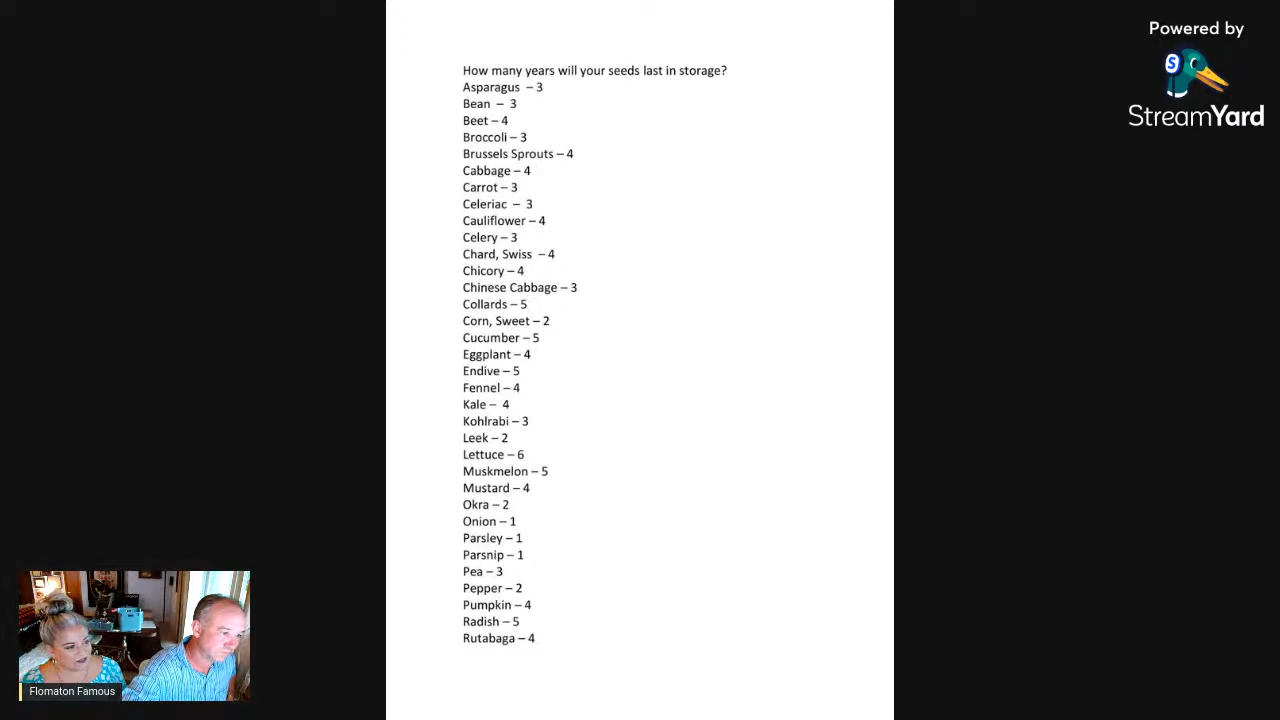 How many years will your seeds last in storage?
Asparagus – 3
Bean – 3
Beet – 4
Broccoli – 3
Brussels Sprouts – 4
Cabbage – 4
Carrot – 3
Celeriac – 3
Cauliflower – 4
Celery – 3
Chard, Swiss – 4
Chicory – 4
Chinese Cabbage – 3
Collards – 5
Corn, Sweet – 2
Cucumber – 5
Eggplant – 4
Endive – 5
Fennel – 4
Kale – 4
Kohlrabi – 3
Leek – 2
Lettuce – 6
Muskmelon – 5
Mustard – 4
Okra – 2
Onion – 1
Parsley – 1
Parsnip – 1
Pea – 3
Pepper – 2
Pumpkin – 4
Radish – 5
Rutabaga – 4
Powered by
S
StreamYard
Flomaton Famous